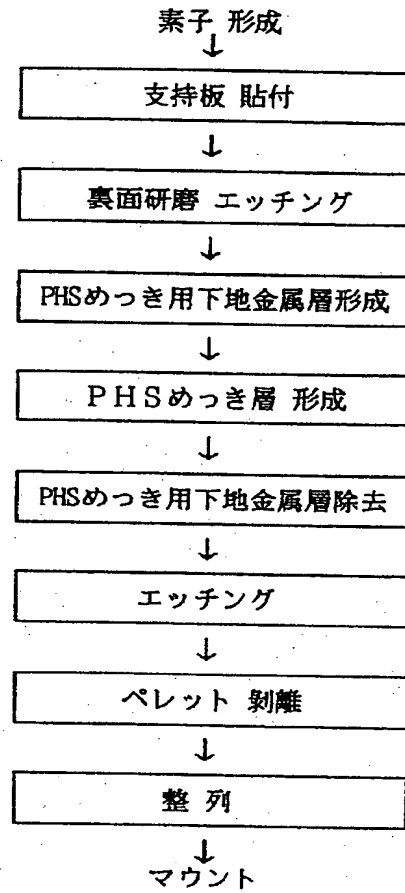 素子 形成
↓
支持板 貼付
↓
裏面研磨 エッチング
↓
PHSめっき用下地金属層形成
↓
PHSめっき層 形成
↓
PHSめっき用下地金属層除去
↓
エッチング
↓
ペレット 剝離
↓
整 列
↓
マウント